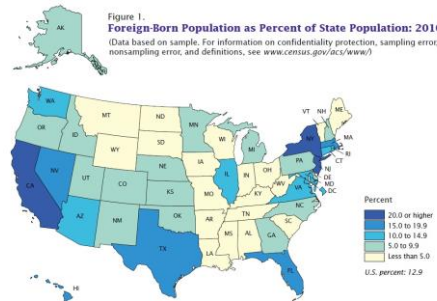 Figure 1.
Foreign-Born Population as Percent of State Population: 2010
(Data based on sample. For information on confidentiality protection, sampling error,
nonsampling error, and definitions, see www.census.gov/acs/www/)
AK
WA
MT
ND
MN
VT
NH
ME
OR
ID
SD
WI
MI
NY
MA
WY
RI
CT
IA
PA
NJ
NV
NE
IL
IN
OH
DE
MD
DC
CA
UT
CO
KS
MO
KY
WV
VA
TN
NC
AZ
NM
OK
AR
SC
MS
AL
GA
TX
LA
FL
HI
Percent
20.0 or higher
15.0 to 19.9
10.0 to 14.9
5.0 to 9.9
Less than 5.0
U.S. percent: 12.9